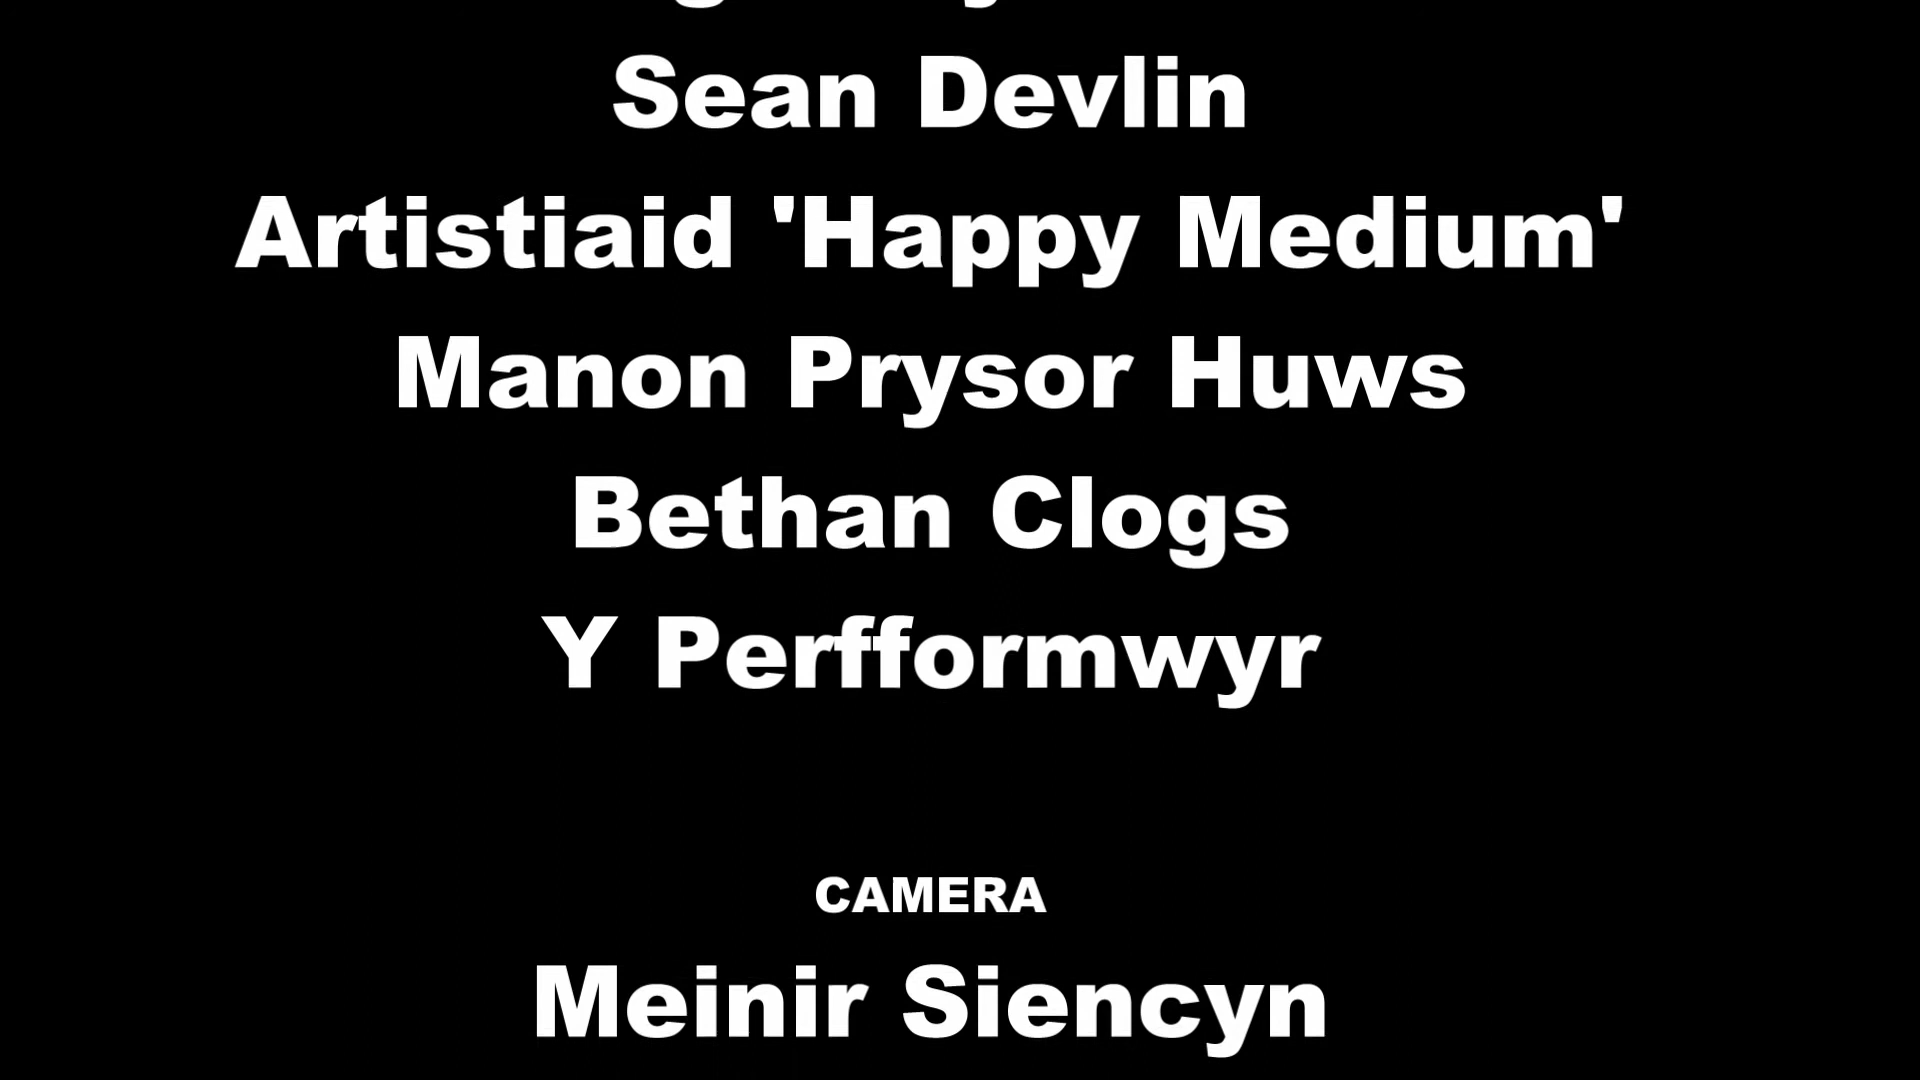 Sean Devlin
Artistiaid 'Happy Medium'
Manon Prysor Huws
Bethan Clogs
Y Perfformwyr
CAMERA
Meinir Siencyn